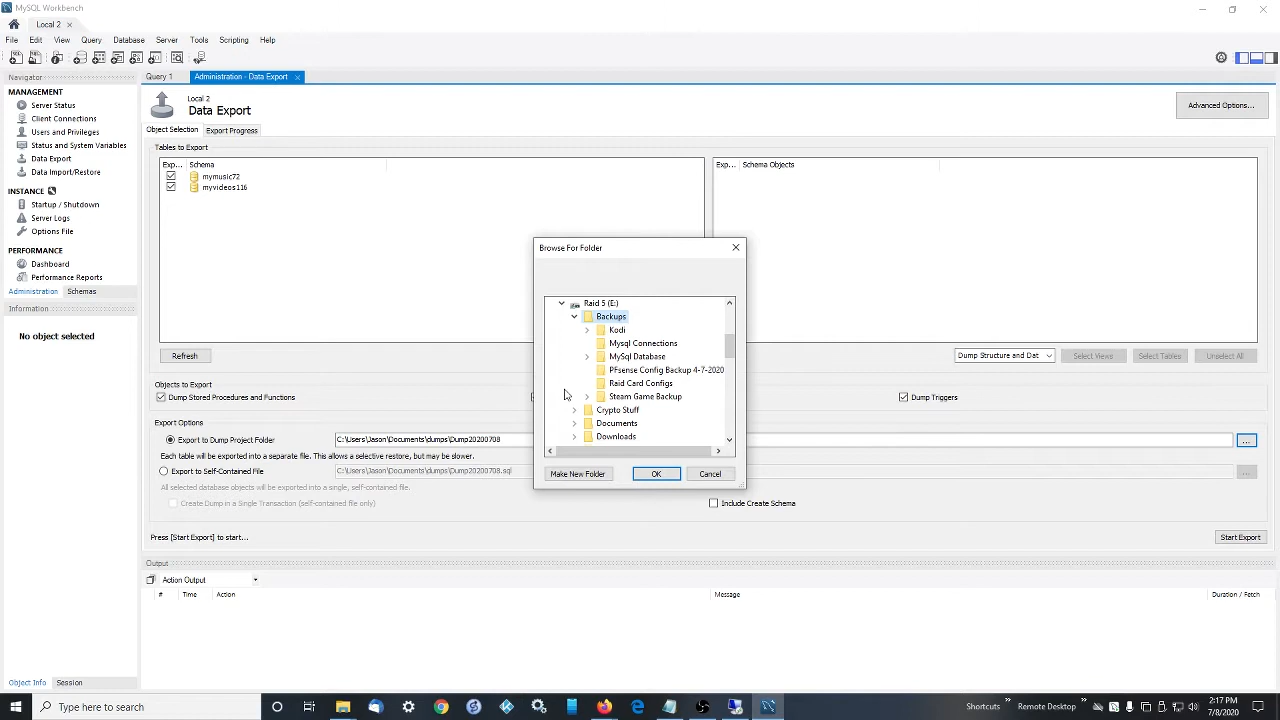 MySQL Workbench
Local 2
File Edit View Query Database Server Tools Scripting Help
Navigator
MANAGEMENT
Server Status
Client Connections
Users and Privileges
Status and System Variables
Data Export
Data Import/Restore
INSTANCE
Startup / Shutdown
Server Logs
Options File
PERFORMANCE
Dashboard
Performance Reports
Administration Schemas
Information
No object selected
Object Info Session
Query 1 Administration - Data Export
Local 2
Data Export
Advanced Options...
Object Selection Export Progress
Tables to Export
Exp... Schema
mymusic72
myvideos116
Exp... Schema Objects
Refresh
Dump Structure and Dat
Select Views
Select Tables
Unselect All
Objects to Export
Dump Stored Procedures and Functions
Dump Triggers
Export Options
Export to Dump Project Folder
C:\Users\Jason\Documents\dumps\Dump20200708
...
Each table will be exported into a separate file. This allows a selective restore, but may be slower.
Export to Self-Contained File
C:\Users\Jason\Documents\dumps\Dump20200708.sql
...
All selected database objects will be exported into a single, self-contained file.
Create Dump in a Single Transaction (self-contained file only)
Include Create Schema
Press [Start Export] to start...
Start Export
Browse For Folder
Raid 5 (E:)
Backups
Kodi
Mysql Connections
MySql Database
PFsense Config Backup 4-7-2020
Raid Card Configs
Steam Game Backup
Crypto Stuff
Documents
Downloads
Make New Folder
OK
Cancel
Output
Action Output
# Time Action Message Duration / Fetch
Type here to search
Shortcuts
Remote Desktop
2:17 PM
7/8/2020